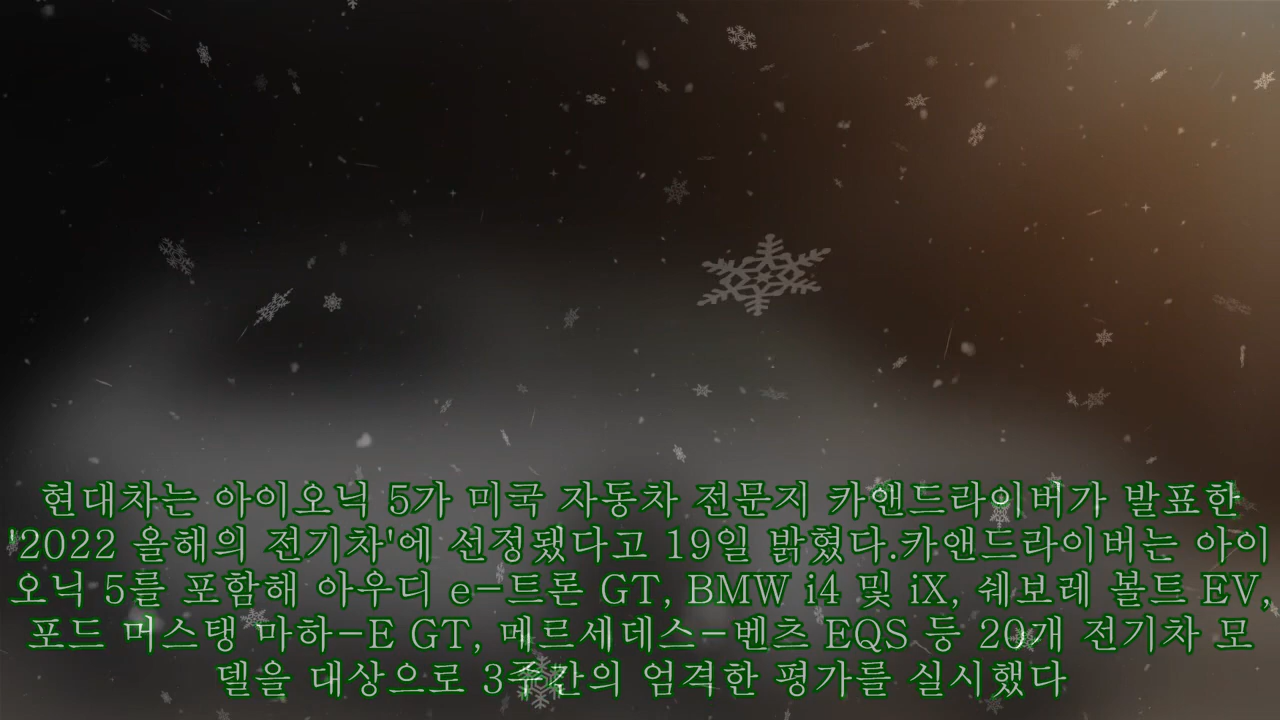 현대차는 아이오닉 5가 미국 자동차 전문지 카앤드라이버가 발표한
'2022 올해의 전기차'에 선정됐다고 19일 밝혔다.카앤드라이버는 아이
오닉 5를 포함해 아우디 e-트론 GT, BMW i4 및 iX, 쉐보레 볼트 EV,
포드 머스탱 마하-E GT, 메르세데스-벤츠 EQS 등 20개 전기차 모
델을 대상으로 3주간의 엄격한 평가를 실시했다